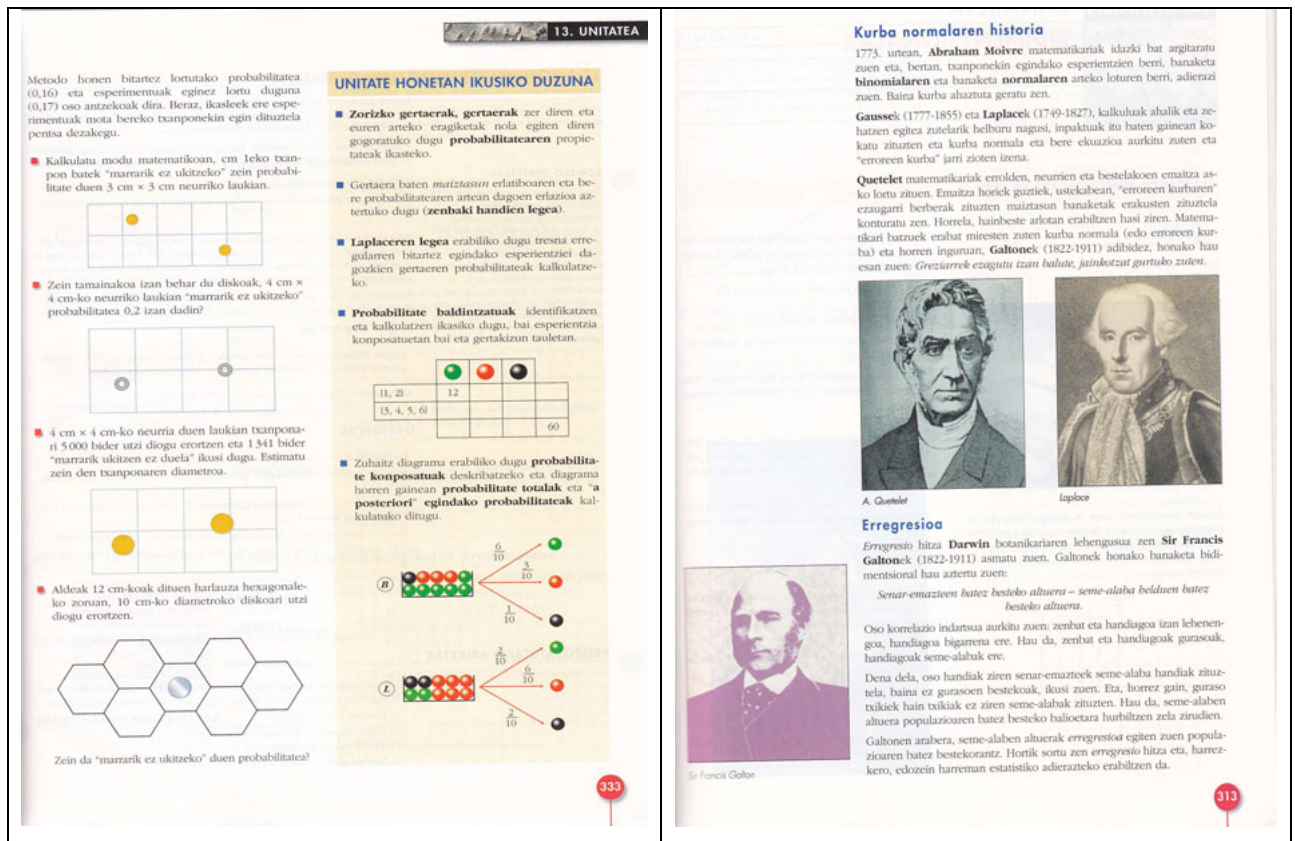 13. UNITATEA
Metodo honen bitartez lortutako probabilitatea
(0,16) eta esperimentuak eginez lortu duguna
(0,17) oso antzekoak dira. Beraz, ikasleek ere espe-
rimentuak mota bereko txanponekin egin dituztela
pentsa dezakegu.
Kalkulatu modu matematikoan, cm 1eko txan-
pon batek "marrarik ez ukitzeko" zein probabi-
litate duen 3 cm × 3 cm neurriko laukian.
Zein tamainakoa izan behar du diskoak, 4 cm ×
4 cm-ko neurriko laukian "marrarik ez ukitzeko"
probabilitatea 0,2 izan dadin?
4 cm × 4 cm-ko neurria duen laukian txanpona-
ri 5 000 bider utzi diogu erortzen eta 1 341 bider
"marrarik ukitzen ez duela" ikusi dugu. Estimatu
zein den txanponaren diametroa.
Aldeak 12 cm-koak dituen harlauza hexagonale-
ko zoruan, 10 cm-ko diametroko diskoari utzi
diogu erortzen.
Zein da "marrarik ez ukitzeko" duen probabilitatea?
UNITATE HONETAN IKUSIKO DUZUNA
Zorizko gertaerak, gertaerak zer diren eta
euren arteko eragiketak nola egiten diren
gogoratuko dugu probabilitatearen propie-
tateak ikasteko.
Gertaera baten maiztasun erlatiboaren eta be-
re probabilitatearen artean dagoen erlazioa az-
tertuko dugu (zenbaki handien legea).
Laplaceren legea erabiliko dugu tresna erre-
gularren bitartez egindako esperientziei da-
gozkien gertaeren probabilitateak kalkulatze-
ko.
Probabilitate baldintzatuak identifikatzen
eta kalkulatzen ikasiko dugu, bai esperientzia
konposatuetan bai eta gertakizun tauletan.
{1, 2} 12
{3, 4, 5, 6}
60
Zuhaitz diagrama erabiliko dugu probabilita-
te konposatuak deskribatzeko eta diagrama
horren gainean probabilitate totalak eta "a
posteriori" egindako probabilitateak kal-
kulatuko ditugu.
B
6/10
3/10
1/10
L
2/10
6/10
2/10
333
Kurba normalaren historia
1773. urtean, Abraham Moivre matematikariak idazki bat argitaratu
zuen eta, bertan, txanponekin egindako esperientzien berri, banaketa
binomialaren eta banaketa normalaren arteko loturen berri, adierazi
zuen. Baina kurba ahaztuta geratu zen.
Gaussek (1777-1855) eta Laplacek (1749-1827), kalkuluak ahalik eta ze-
hatzen egitea zutelarik helburu nagusi, inpaktuak itu baten gainean ko-
katu zituzten eta kurba normala eta bere ekuazioa aurkitu zuten eta
"erroreen kurba" jarri zioten izena.
Quetelet matematikariak errolden, neurrien eta bestelakoen emaitza as-
ko lortu zituen. Emaitza horiek guztiek, ustekabean, "erroreen kurbaren"
ezaugarri berberak zituzten maiztasun banaketak erakusten zituztela
konturatu zen. Horrela, hainbeste arlotan erabiltzen hasi ziren. Matema-
tikari batzuek erabat miresten zuten kurba normala (edo erroreen kur-
ba) eta horren inguruan, Galtonek (1822-1911) adibidez, honako hau
esan zuen: Greziarrek ezagutu izan balute, jainkotzat gurtuko zuten.
A. Quetelet
Laplace
Erregresioa
Erregresio hitza Darwin botanikariaren lehengusua zen Sir Francis
Galtonek (1822-1911) asmatu zuen. Galtonek honako banaketa bidi-
mentsional hau aztertu zuen:
Senar-emazteen batez besteko altuera – seme-alaba helduen batez
besteko altuera.
Oso korrelazio indartsua aurkitu zuen: zenbat eta handiagoa izan lehenen-
goa, handiagoa bigarrena ere. Hau da, zenbat eta handiagoak gurasoak,
handiagoak seme-alabak ere.
Dena dela, oso handiak ziren senar-emazteek seme-alaba handiak zituz-
tela, baina ez gurasoen bestekoak, ikusi zuen. Eta, horrez gain, guraso
txikiek hain txikiak ez ziren seme-alabak zituzten. Hau da, seme-alaben
altuera populazioaren batez besteko balioetara hurbiltzen zela zirudien.
Galtonen arabera, seme-alaben altuerak erregresioa egiten zuen popula-
zioaren batez bestekorantz. Hortik sortu zen erregresio hitza eta, harrez-
kero, edozein harreman estatistiko adierazteko erabiltzen da.
Sir Francis Galton
313